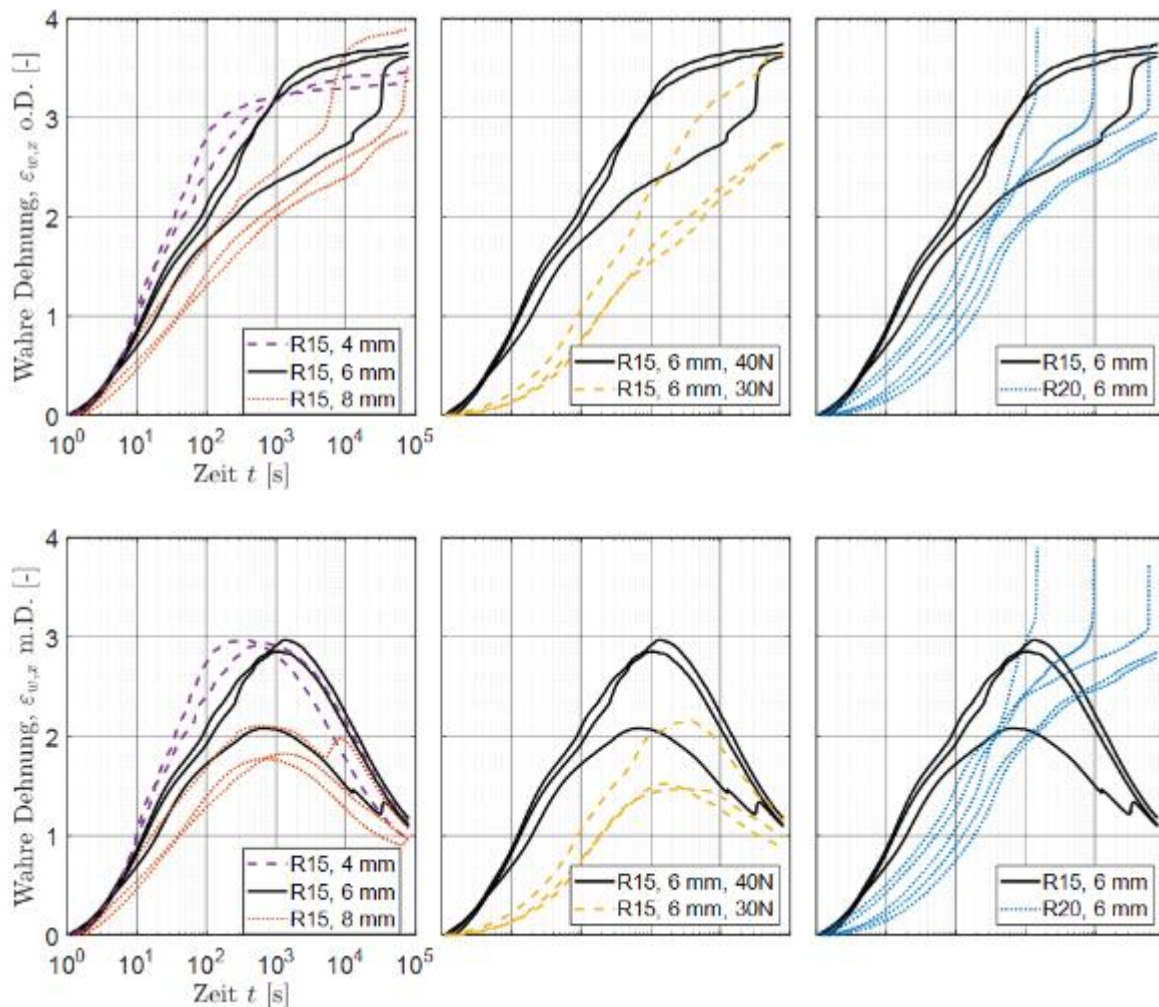 Wahre Dehnung, εw,x o.D. [-]
4
3
2
1
0
R15, 4 mm
R15, 6 mm
R15, 8 mm
R15, 6 mm, 40N
R15, 6 mm, 30N
R15, 6 mm
R20, 6 mm
10^0 10^1 10^2 10^3 10^4 10^5
Zeit t [s]
Wahre Dehnung, εw,x m.D. [-]
4
3
2
1
0
R15, 4 mm
R15, 6 mm
R15, 8 mm
R15, 6 mm, 40N
R15, 6 mm, 30N
R15, 6 mm
R20, 6 mm
10^0 10^1 10^2 10^3 10^4 10^5
Zeit t [s]